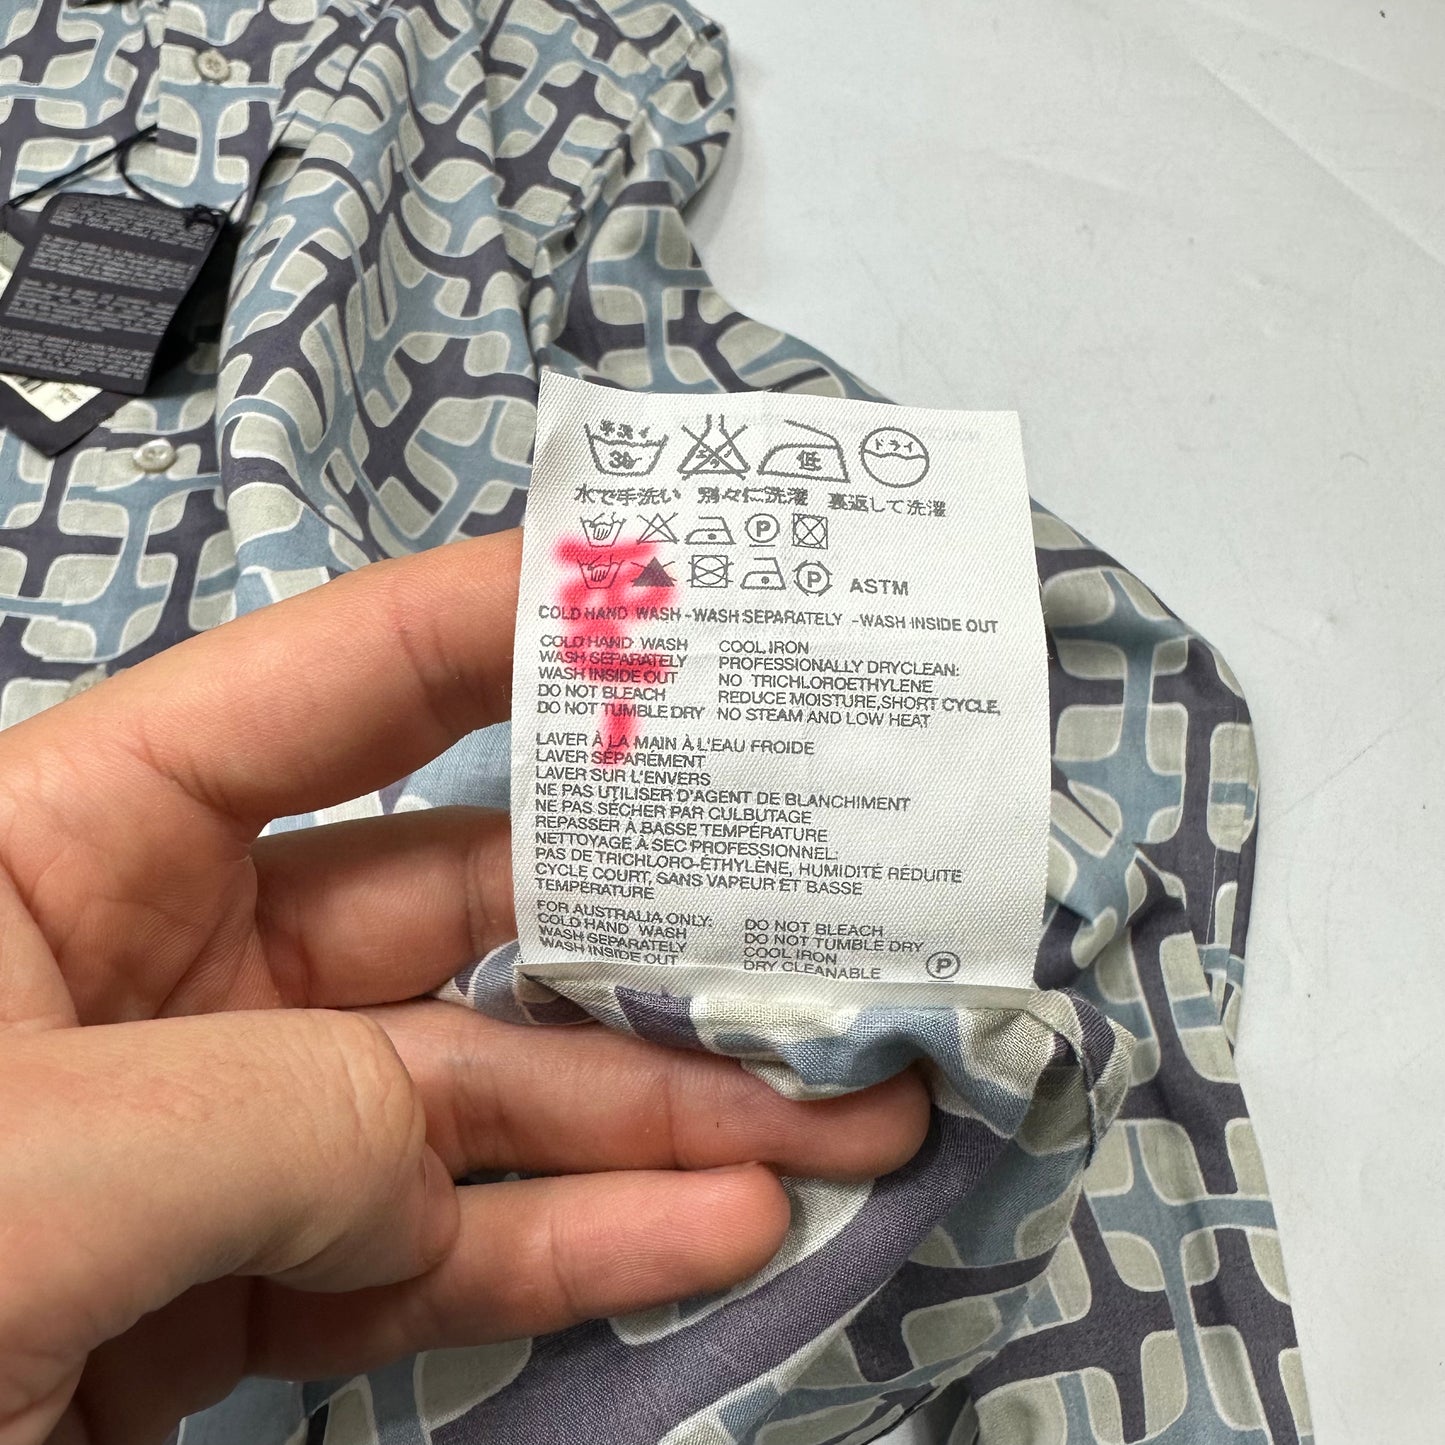 手洗イ 30 エンソサラシ 低 ドライ
水で手洗い 別々に洗濯 裏返して洗濯
P
P ASTM
COLD HAND WASH - WASH SEPARATELY - WASH INSIDE OUT
COLD HAND WASH COOL IRON
WASH SEPARATELY PROFESSIONALLY DRYCLEAN:
WASH INSIDE OUT NO TRICHLOROETHYLENE
DO NOT BLEACH REDUCE MOISTURE,SHORT CYCLE,
DO NOT TUMBLE DRY NO STEAM AND LOW HEAT
LAVER À LA MAIN À L'EAU FROIDE
LAVER SÉPARÉMENT
LAVER SUR L'ENVERS
NE PAS UTILISER D'AGENT DE BLANCHIMENT
NE PAS SÉCHER PAR CULBUTAGE
REPASSER À BASSE TEMPÉRATURE
NETTOYAGE À SEC PROFESSIONNEL:
PAS DE TRICHLORO-ÉTHYLÈNE, HUMIDITÉ RÉDUITE
CYCLE COURT, SANS VAPEUR ET BASSE
TEMPÉRATURE
FOR AUSTRALIA ONLY: DO NOT BLEACH
COLD HAND WASH DO NOT TUMBLE DRY
WASH SEPARATELY COOL IRON
WASH INSIDE OUT DRY CLEANABLE P